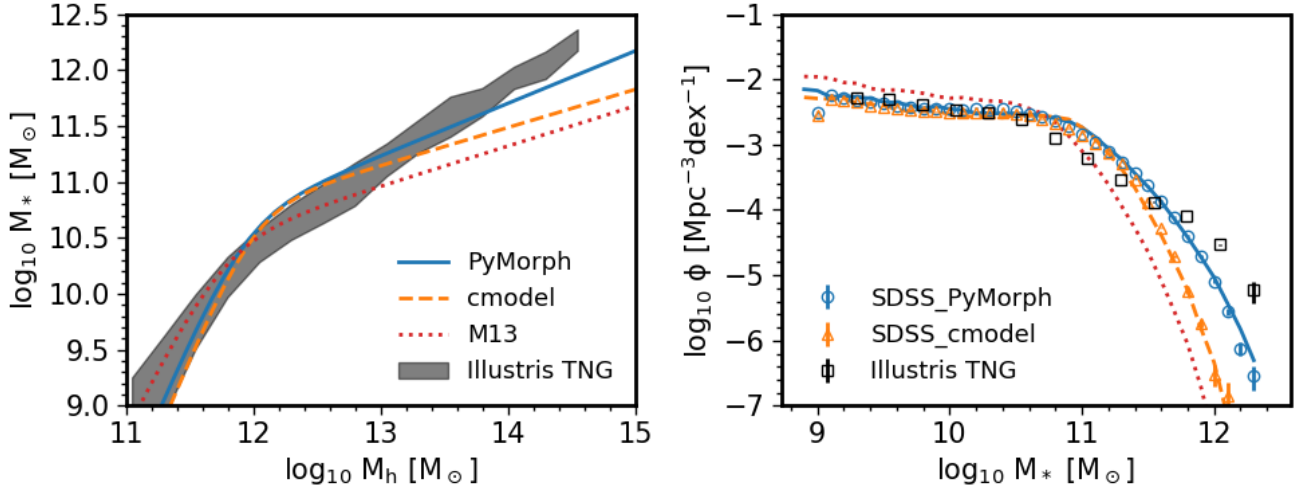 12.5
12.0
11.5
11.0
10.5
10.0
9.5
9.0
log₁₀ M* [M⊙]
11
12
13
14
15
log₁₀ M_h [M⊙]
PyMorph
cmodel
M13
Illustris TNG
−1
−2
−3
−4
−5
−6
−7
log₁₀ ϕ [Mpc⁻³dex⁻¹]
9
10
11
12
log₁₀ M* [M⊙]
SDSS_PyMorph
SDSS_cmodel
Illustris TNG